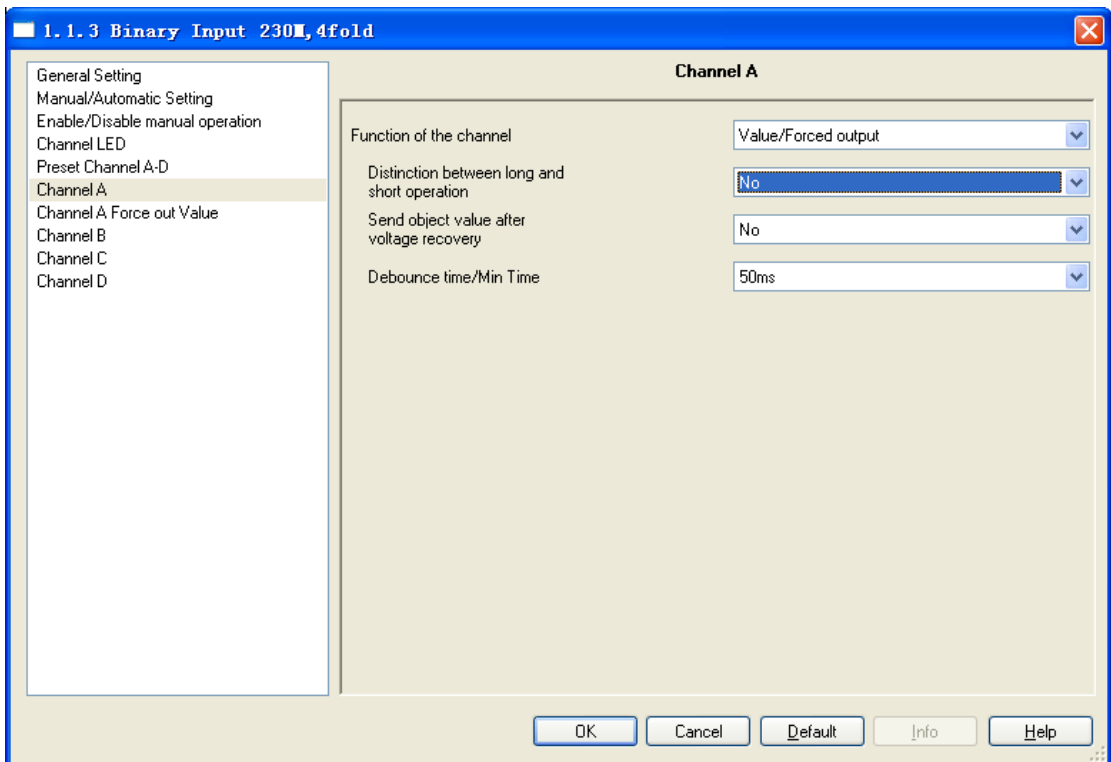 1.1.3 Binary Input 230M,4fold
General Setting
Manual/Automatic Setting
Enable/Disable manual operation
Channel LED
Preset Channel A-D
Channel A
Channel A Force out Value
Channel B
Channel C
Channel D
Channel A
Function of the channel
Value/Forced output
Distinction between long and
short operation
No
Send object value after
voltage recovery
No
Debounce time/Min Time
50ms
OK
Cancel
Default
Info
Help